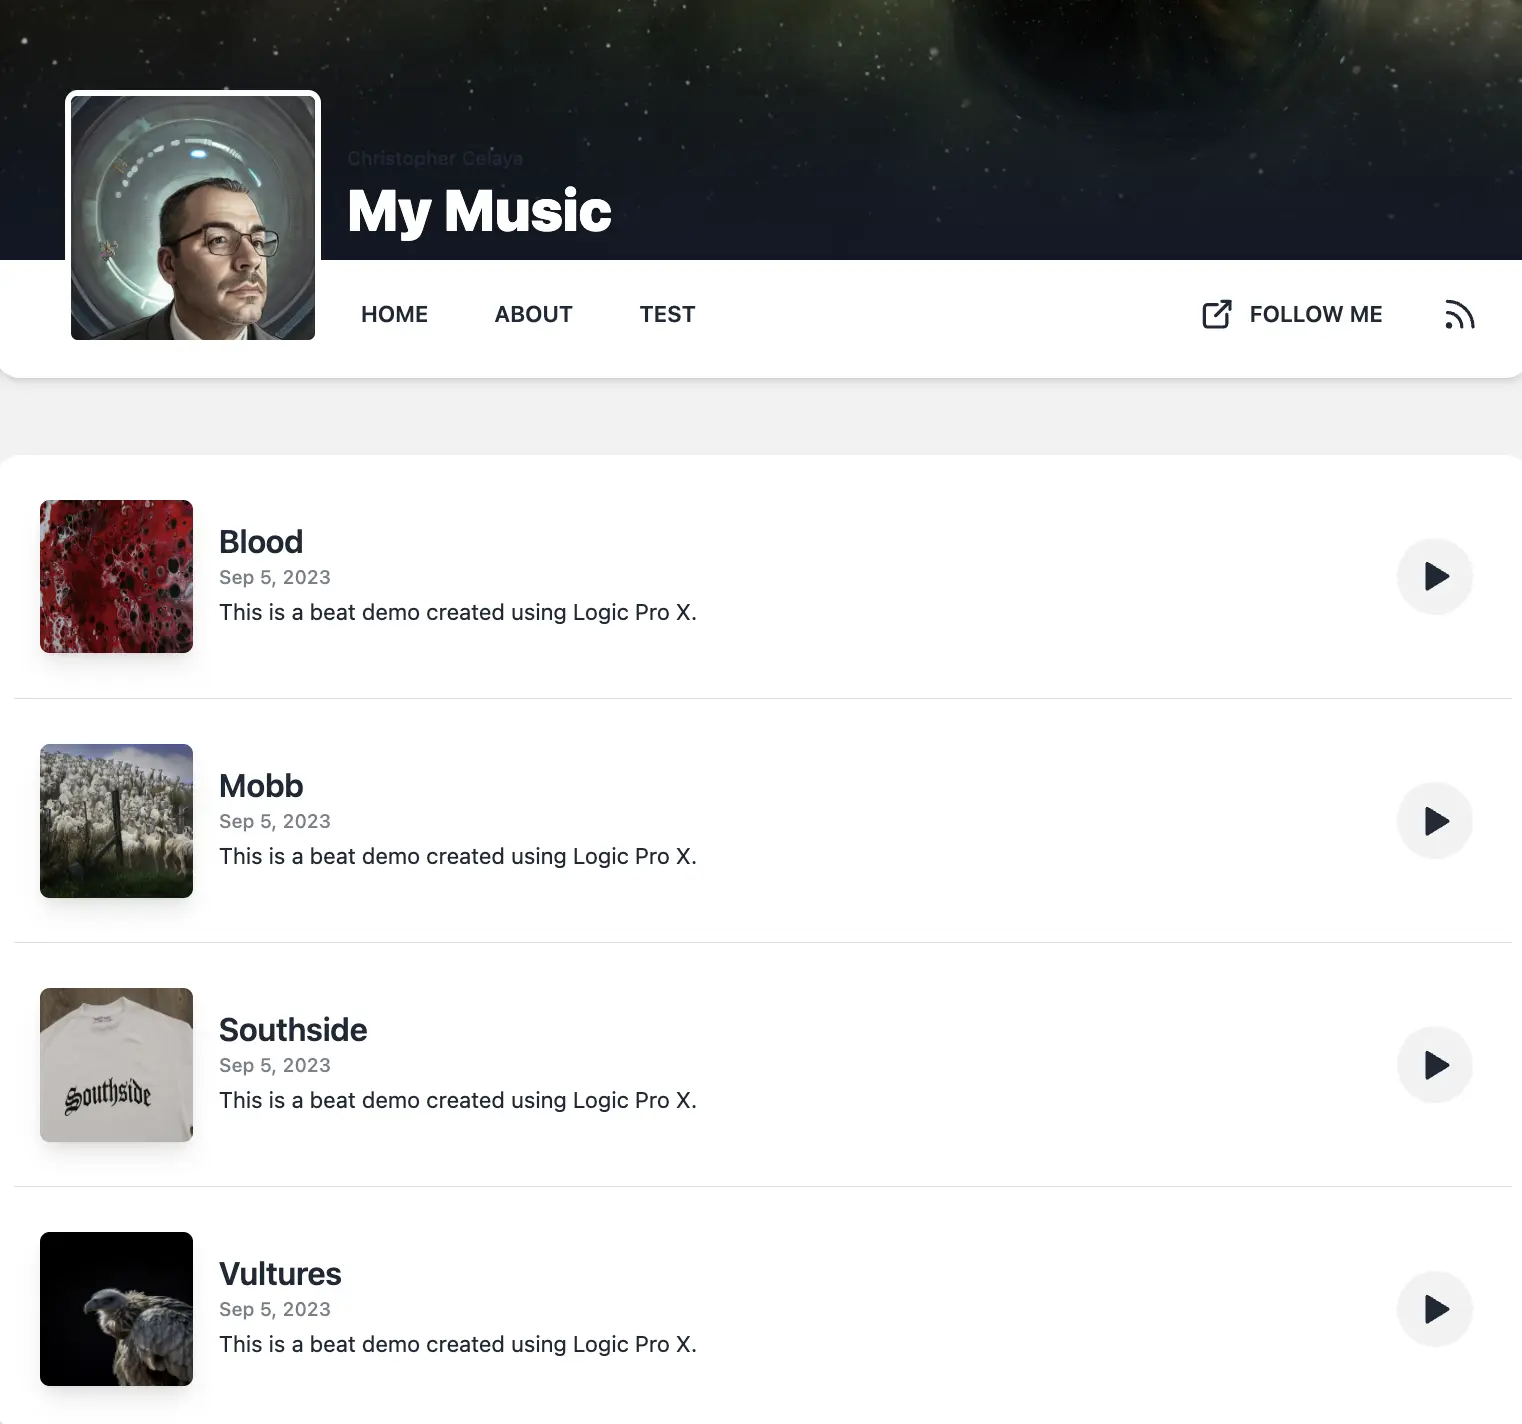 Christopher Celaya
My Music
HOME ABOUT TEST FOLLOW ME
Blood
Sep 5, 2023
This is a beat demo created using Logic Pro X.
Mobb
Sep 5, 2023
This is a beat demo created using Logic Pro X.
Southside
Southside
Sep 5, 2023
This is a beat demo created using Logic Pro X.
Vultures
Sep 5, 2023
This is a beat demo created using Logic Pro X.